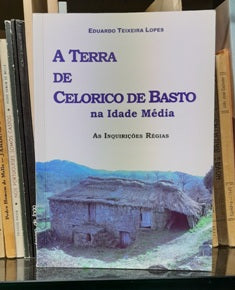 Eduardo Teixeira Lopes
A Terra
de
Celorico de Basto
na Idade Média
As Inquirições Régias